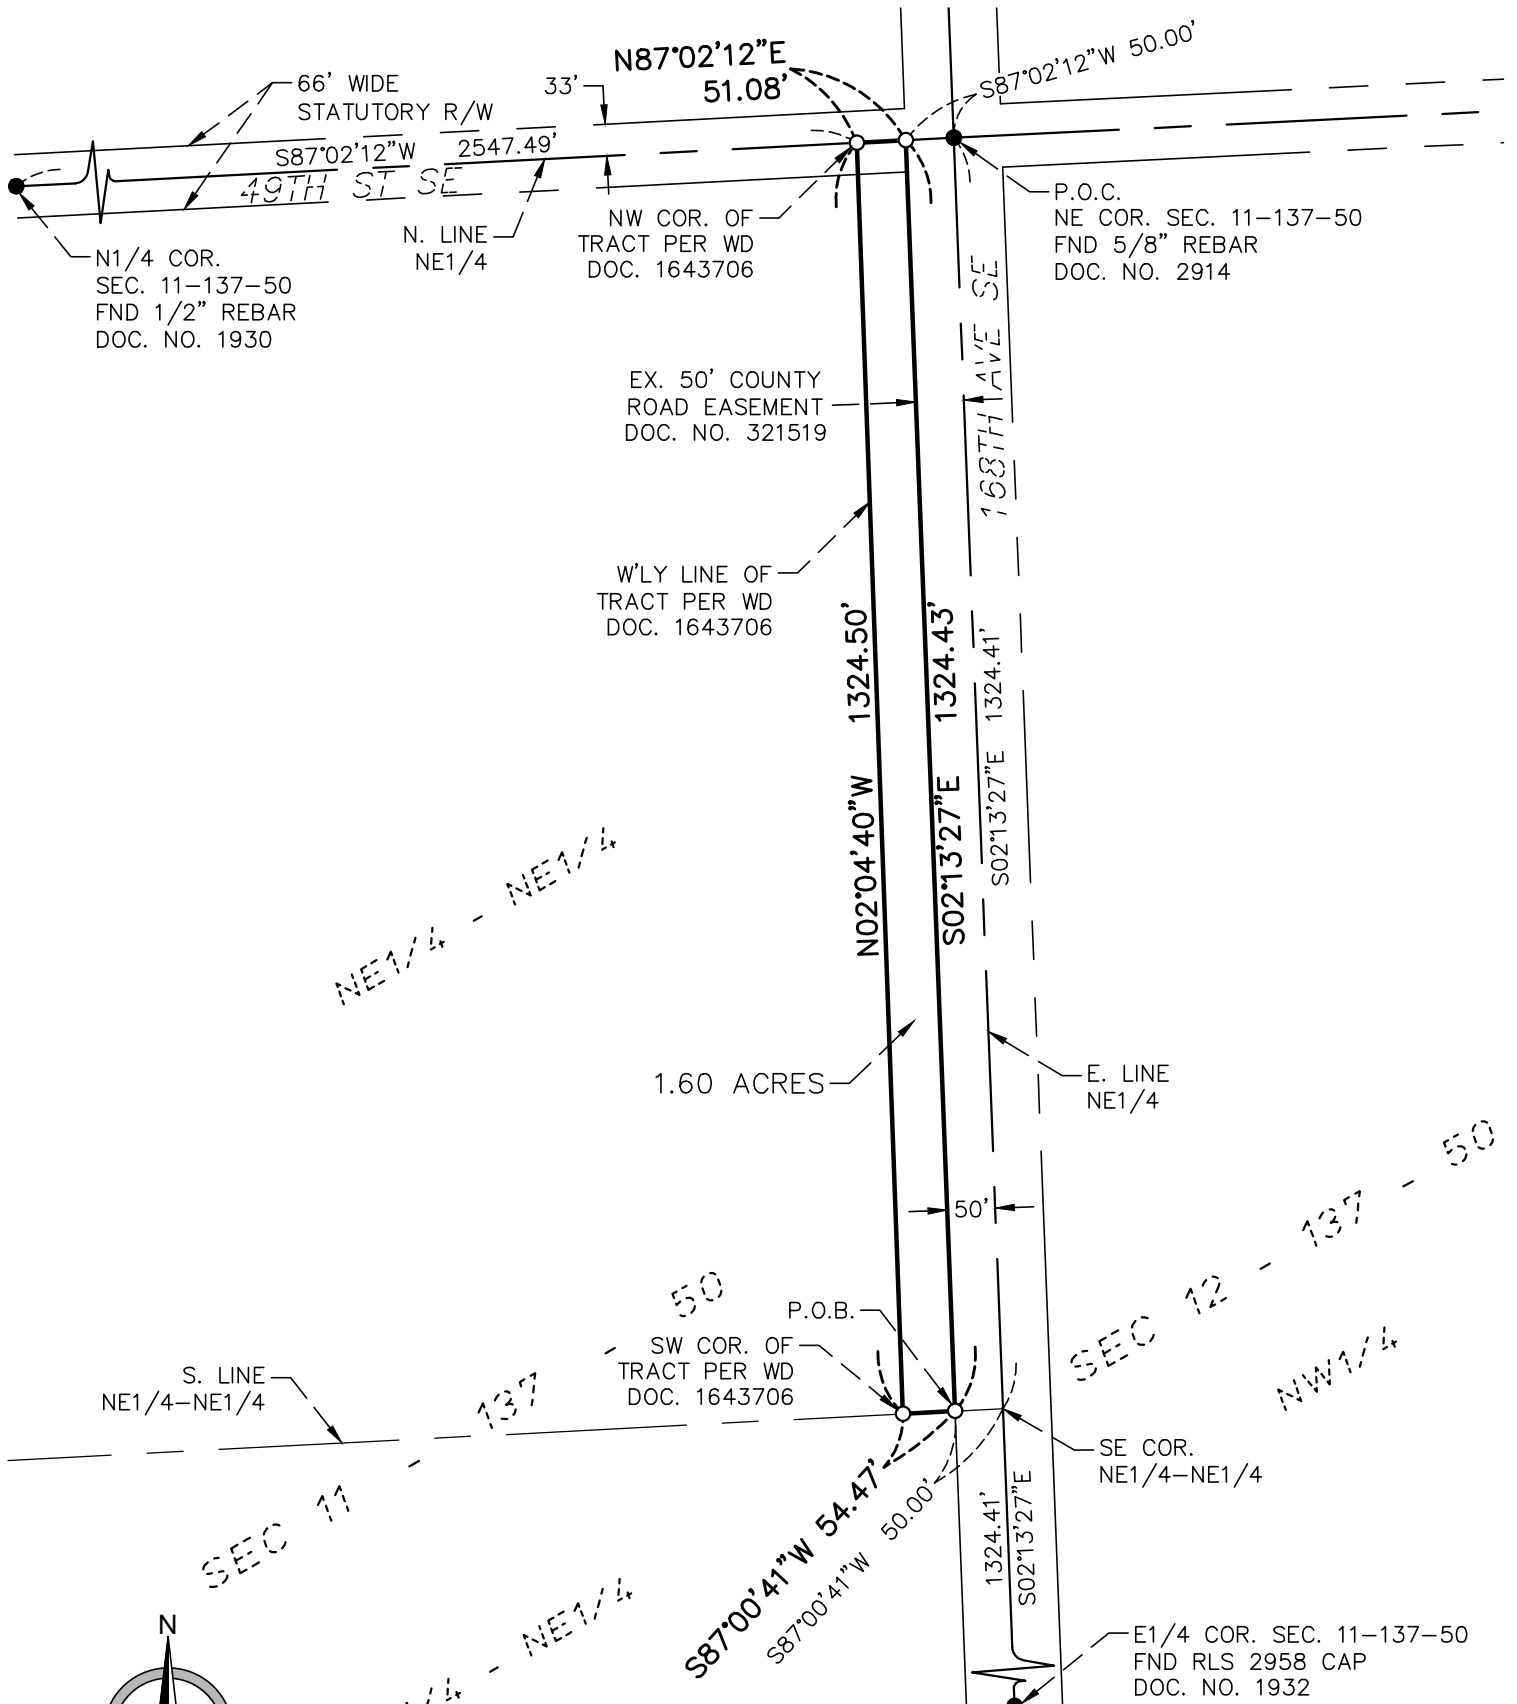 N87°02'12"E
51.08'
S87°02'12"W 50.00'
66' WIDE
STATUTORY R/W
33'
S87°02'12"W 2547.49'
49TH ST SE
N1/4 COR.
SEC. 11-137-50
FND 1/2" REBAR
DOC. NO. 1930
N. LINE
NE1/4
NW COR. OF
TRACT PER WD
DOC. 1643706
P.O.C.
NE COR. SEC. 11-137-50
FND 5/8" REBAR
DOC. NO. 2914
168TH AVE SE
EX. 50' COUNTY
ROAD EASEMENT
DOC. NO. 321519
W'LY LINE OF
TRACT PER WD
DOC. 1643706
N02°04'40"W 1324.50'
S02°13'27"E 1324.43'
S02°13'27"E 1324.41'
NE1/4 - NE1/4
1.60 ACRES
E. LINE
NE1/4
50'
SEC 12 - 137 - 50
NW1/4
P.O.B.
SW COR. OF
TRACT PER WD
DOC. 1643706
S. LINE
NE1/4-NE1/4
SEC 11 - 137 - 50
SE COR.
NE1/4-NE1/4
S87°00'41"W 54.47'
S87°00'41"W 50.00'
1324.41'
S02°13'27"E
N
1/4 - NE1/4
E1/4 COR. SEC. 11-137-50
FND RLS 2958 CAP
DOC. NO. 1932